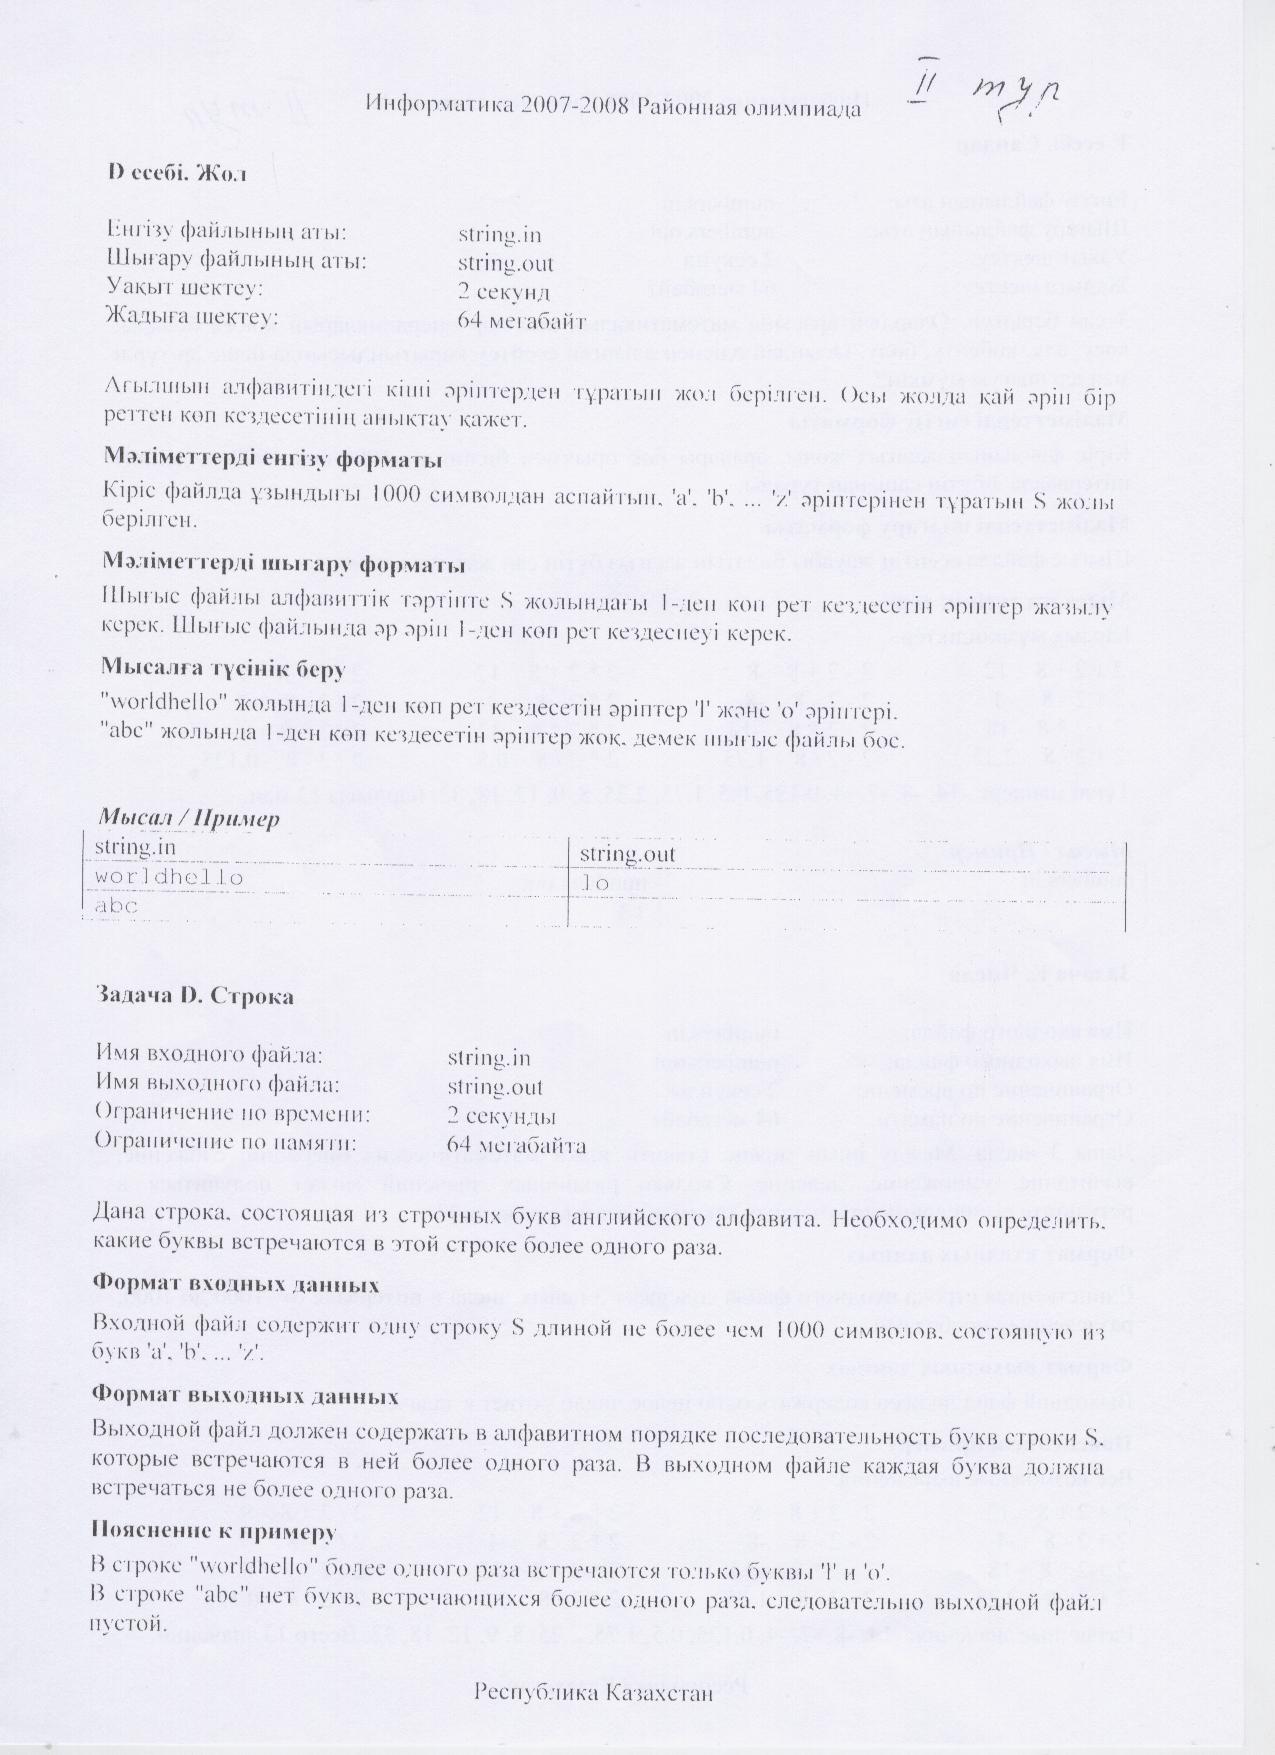 II тур
Информатика 2007-2008 Районная олимпиада
D есебі. Жол
Енгізу файлының аты: string.in
Шығару файлының аты: string.out
Уақыт шектеу: 2 секунд
Жадыға шектеу: 64 мегабайт
Ағылшын алфавитіндегі кіші әріптерден тұратын жол берілген. Осы жолда қай әріп бір
реттен көп кездесетінің анықтау қажет.
Мәліметтерді енгізу форматы
Кіріс файлда ұзындығы 1000 символдан аспайтын, 'a', 'b', ... 'z' әріптерінен тұратын S жолы
берілген.
Мәліметтерді шығару форматы
Шығыс файлы алфавиттік тәртіпте S жолындағы 1-ден көп рет кездесетін әріптер жазылу
керек. Шығыс файлында әр әріп 1-ден көп рет кездеспеуі керек.
Мысалға түсінік беру
"worldhello" жолында 1-ден көп рет кездесетін әріптер 'l' және 'o' әріптері.
"abc" жолында 1-ден көп кездесетін әріптер жоқ, демек шығыс файлы бос.
Мысал / Пример
string.in string.out
worldhello lo
abc
Задача D. Строка
Имя входного файла: string.in
Имя выходного файла: string.out
Ограничение по времени: 2 секунды
Ограничение по памяти: 64 мегабайта
Дана строка, состоящая из строчных букв английского алфавита. Необходимо определить,
какие буквы встречаются в этой строке более одного раза.
Формат входных данных
Входной файл содержит одну строку S длиной не более чем 1000 символов, состоящую из
букв 'a', 'b', ... 'z'.
Формат выходных данных
Выходной файл должен содержать в алфавитном порядке последовательность букв строки S,
которые встречаются в ней более одного раза. В выходном файле каждая буква должна
встречаться не более одного раза.
Пояснение к примеру
В строке "worldhello" более одного раза встречаются только буквы 'l' и 'o'.
В строке "abc" нет букв, встречающихся более одного раза, следовательно выходной файл
пустой.
Республика Казахстан